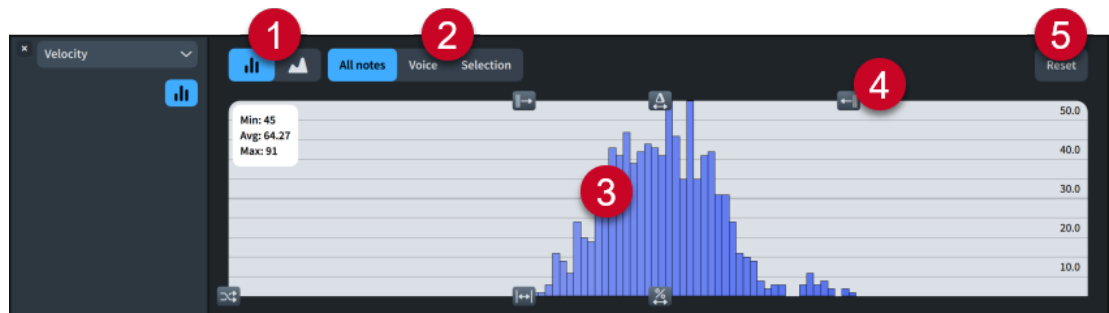 1
2
5
Velocity
All notes
Voice
Selection
Reset
4
Min: 45
Avg: 64.27
Max: 91
50.0
40.0
3
30.0
20.0
10.0
%